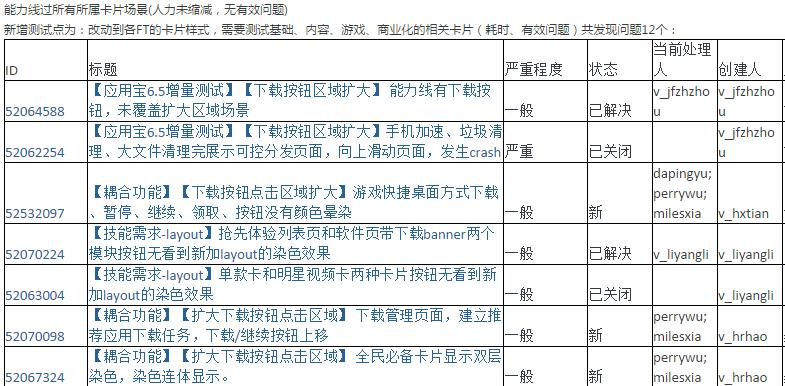 能力线过所有所属卡片场景(人力未缩减，无有效问题)
新增测试点为：改动到各FT的卡片样式，需要测试基础、内容、游戏、商业化的相关卡片（耗时、有效问题）共发现问题12个：
ID 标题 严重程度 状态 当前处理人 创建人
52064588 【应用宝6.5增量测试】【下载按钮区域扩大】 能力线有下载按钮，未覆盖扩大区域场景 一般 已解决 v_jfzhzhou v_jfzhzhou
52062254 【应用宝6.5增量测试】【下载按钮区域扩大】手机加速、垃圾清理、大文件清理完展示可控分发页面，向上滑动页面，发生crash 严重 已关闭 v_jfzhzhou
52532097 【耦合功能】【下载按钮点击区域扩大】游戏快捷桌面方式下载、暂停、继续、领取、按钮没有颜色晕染 一般 新 dapingyu;perrywu;milesxia v_hxtian
52070224 【技能需求-layout】抢先体验列表页和软件页带下载banner两个模块按钮无看到新加layout的染色效果 一般 已解决 v_liyangli v_liyangli
52063004 【技能需求-layout】单款卡和明星视频卡两种卡片按钮无看到新加layout的染色效果 一般 已关闭 v_liyangli
52070098 【耦合功能】【扩大下载按钮点击区域】 下载管理页面，建立推荐应用下载任务，下载/继续按钮上移 一般 新 perrywu;milesxia v_hrhao
52067324 【耦合功能】【扩大下载按钮点击区域】 全民必备卡片显示双层染色，染色连体显示。 一般 新 perrywu;milesxia v_hrhao